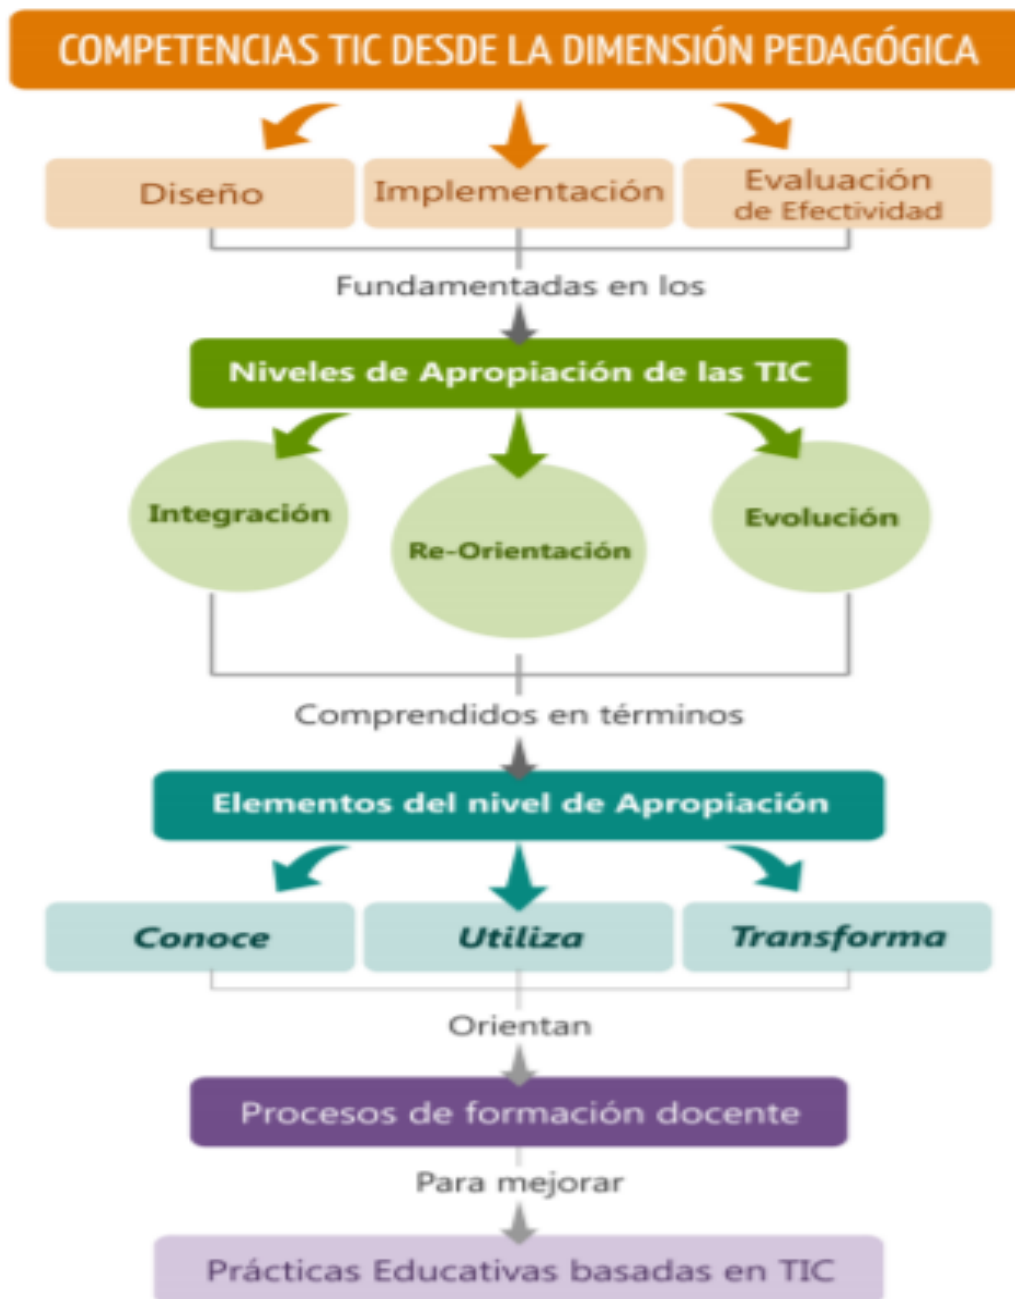 COMPETENCIAS TIC DESDE LA DIMENSIÓN PEDAGÓGICA
Diseño
Implementación
Evaluación
de Efectividad
Fundamentadas en los
Niveles de Apropiación de las TIC
Integración
Re-Orientación
Evolución
Comprendidos en términos
Elementos del nivel de Apropiación
Conoce
Utiliza
Transforma
Orientan
Procesos de formación docente
Para mejorar
Prácticas Educativas basadas en TIC